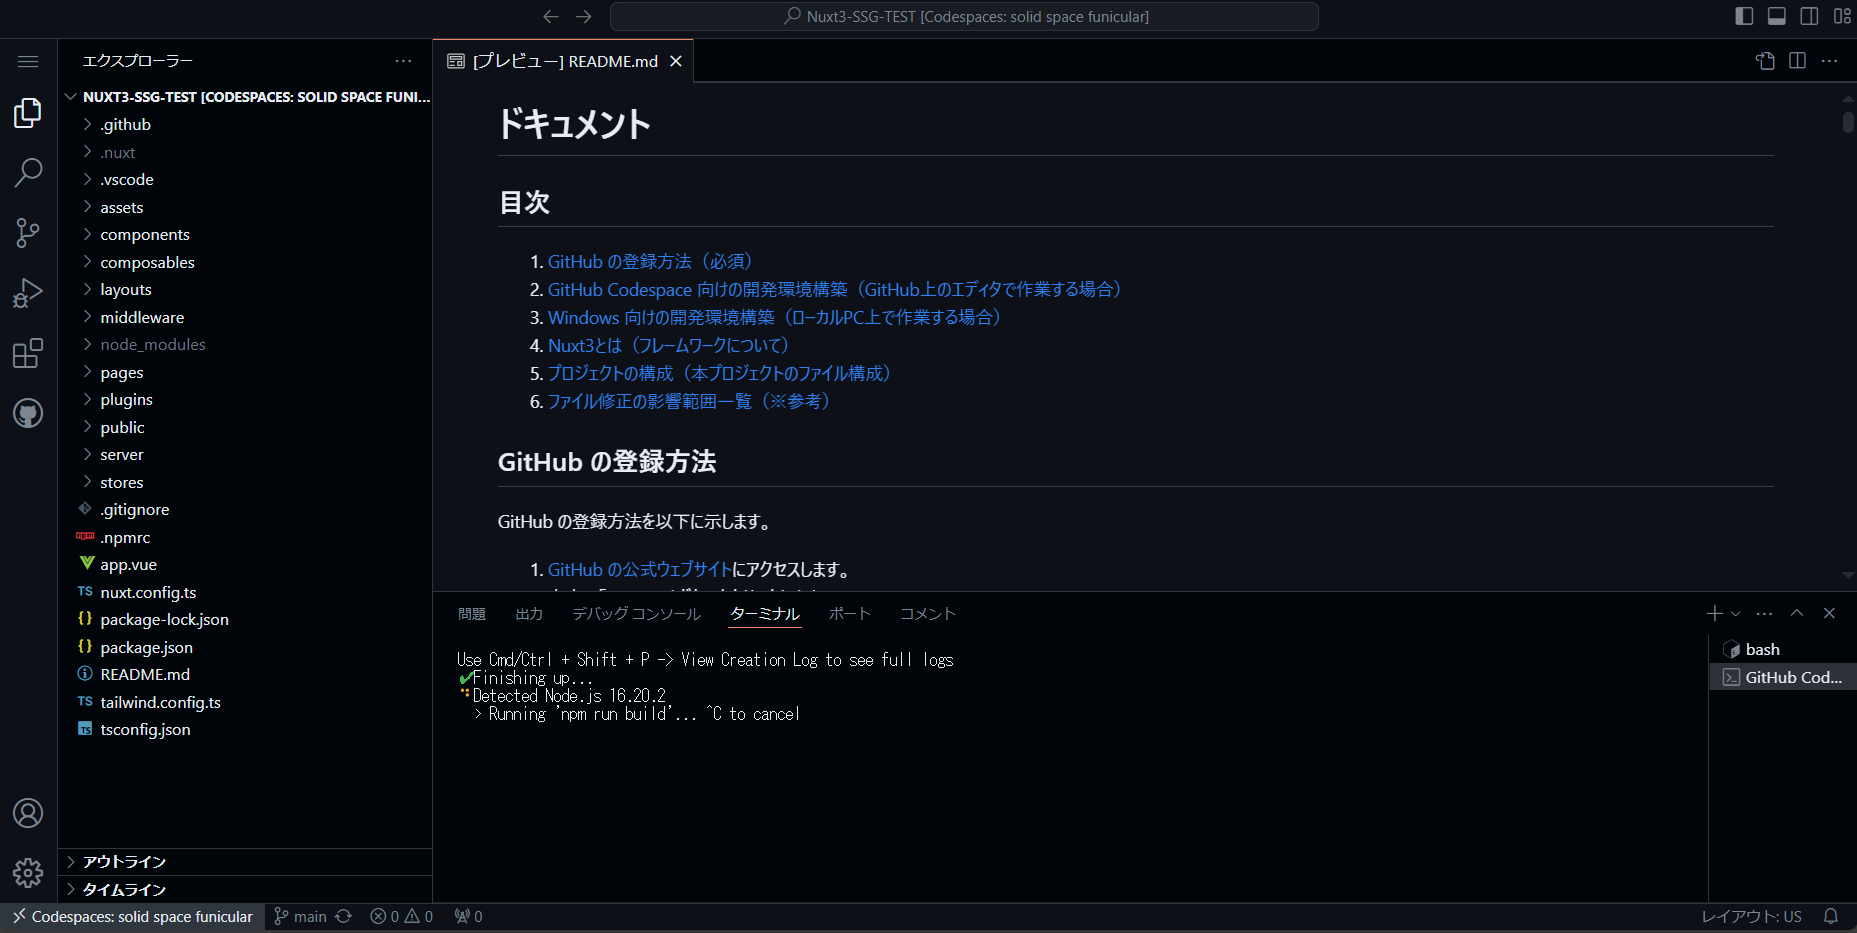 Nuxt3-SSG-TEST [Codespaces: solid space funicular]
エクスプローラー
NUXT3-SSG-TEST [CODESPACES: SOLID SPACE FUNI...
.github
.nuxt
.vscode
assets
components
composables
layouts
middleware
node_modules
pages
plugins
public
server
stores
.gitignore
.npmrc
app.vue
TS nuxt.config.ts
{} package-lock.json
{} package.json
README.md
TS tailwind.config.ts
TS tsconfig.json
アウトライン
タイムライン
[プレビュー] README.md
ドキュメント
目次
1. GitHub の登録方法（必須）
2. GitHub Codespace 向けの開発環境構築（GitHub上のエディタで作業する場合）
3. Windows 向けの開発環境構築（ローカルPC上で作業する場合）
4. Nuxt3とは（フレームワークについて）
5. プロジェクトの構成（本プロジェクトのファイル構成）
6. ファイル修正の影響範囲一覧（※参考）
GitHub の登録方法
GitHub の登録方法を以下に示します。
1. GitHub の公式ウェブサイトにアクセスします。
問題 出力 デバッグ コンソール ターミナル ポート コメント
Use Cmd/Ctrl + Shift + P -> View Creation Log to see full logs
✔Finishing up...
Detected Node.js 16.20.2
> Running 'npm run build'... ^C to cancel
bash
GitHub Cod...
Codespaces: solid space funicular main 0 0 0 レイアウト: US